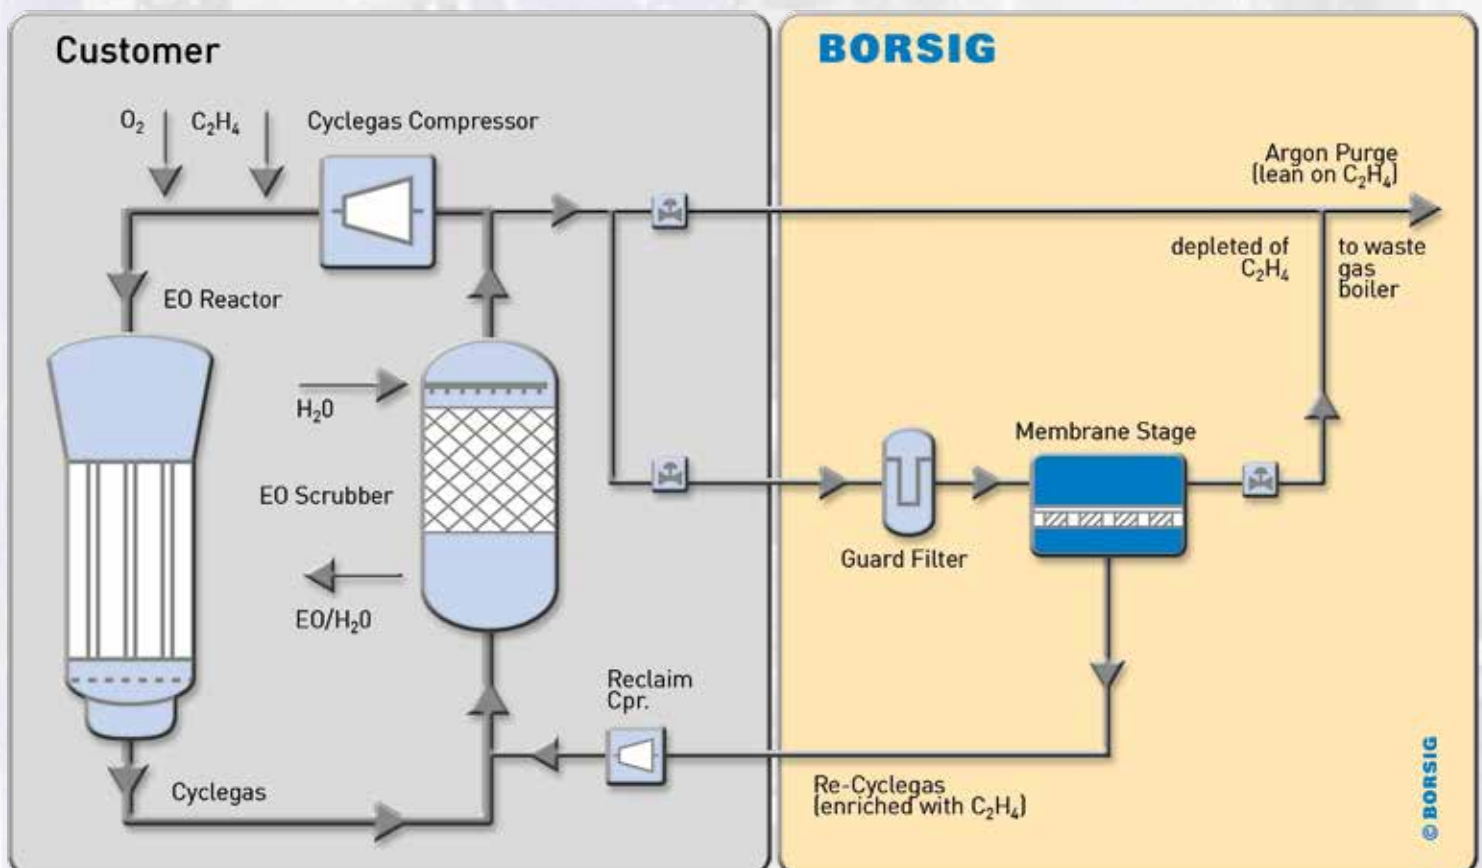 Customer
BORSIG
O₂
C₂H₄
Cyclegas Compressor
Argon Purge
(lean on C₂H₄)
depleted of
C₂H₄
to waste
gas
boiler
EO Reactor
H₂0
Membrane Stage
EO Scrubber
Guard Filter
EO/H₂0
Reclaim
Cpr.
Cyclegas
Re-Cyclegas
(enriched with C₂H₄)
© BORSIG